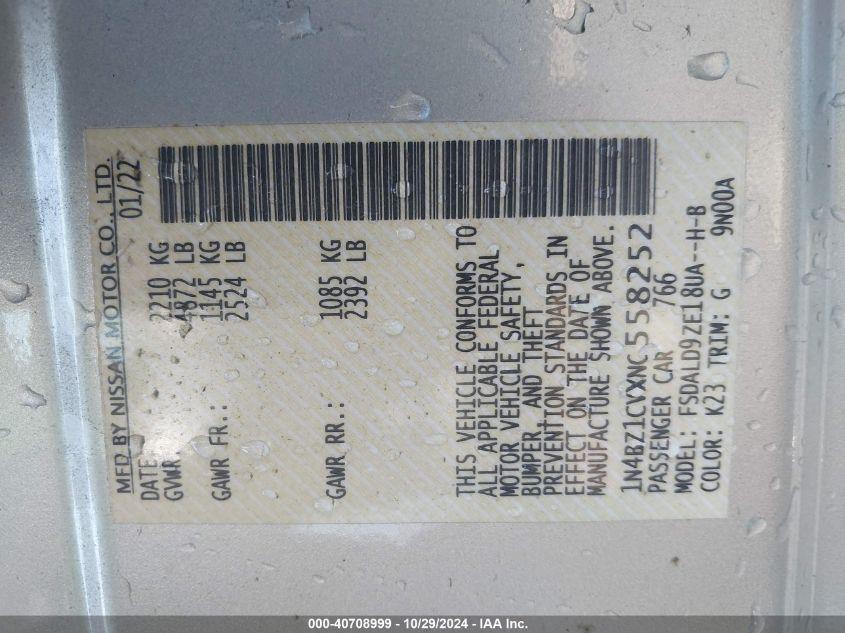 MFD BY NISSAN MOTOR CO., LTD.
DATE 01/22
GVWR 2210 KG
4872 LB
GAWR FR.: 1145 KG
2524 LB
GAWR RR.: 1085 KG
2392 LB
THIS VEHICLE CONFORMS TO
ALL APPLICABLE FEDERAL
MOTOR VEHICLE SAFETY,
BUMPER AND THEFT
PREVENTION STANDARDS IN
EFFECT ON THE DATE OF
MANUFACTURE SHOWN ABOVE.
1N4BZ1CVXNC558252
PASSENGER CAR 766
MODEL: FSDALD9ZE18UA--H-B
COLOR: K23 TRIM: G 9N00A
000-40708999 - 10/29/2024 - IAA Inc.